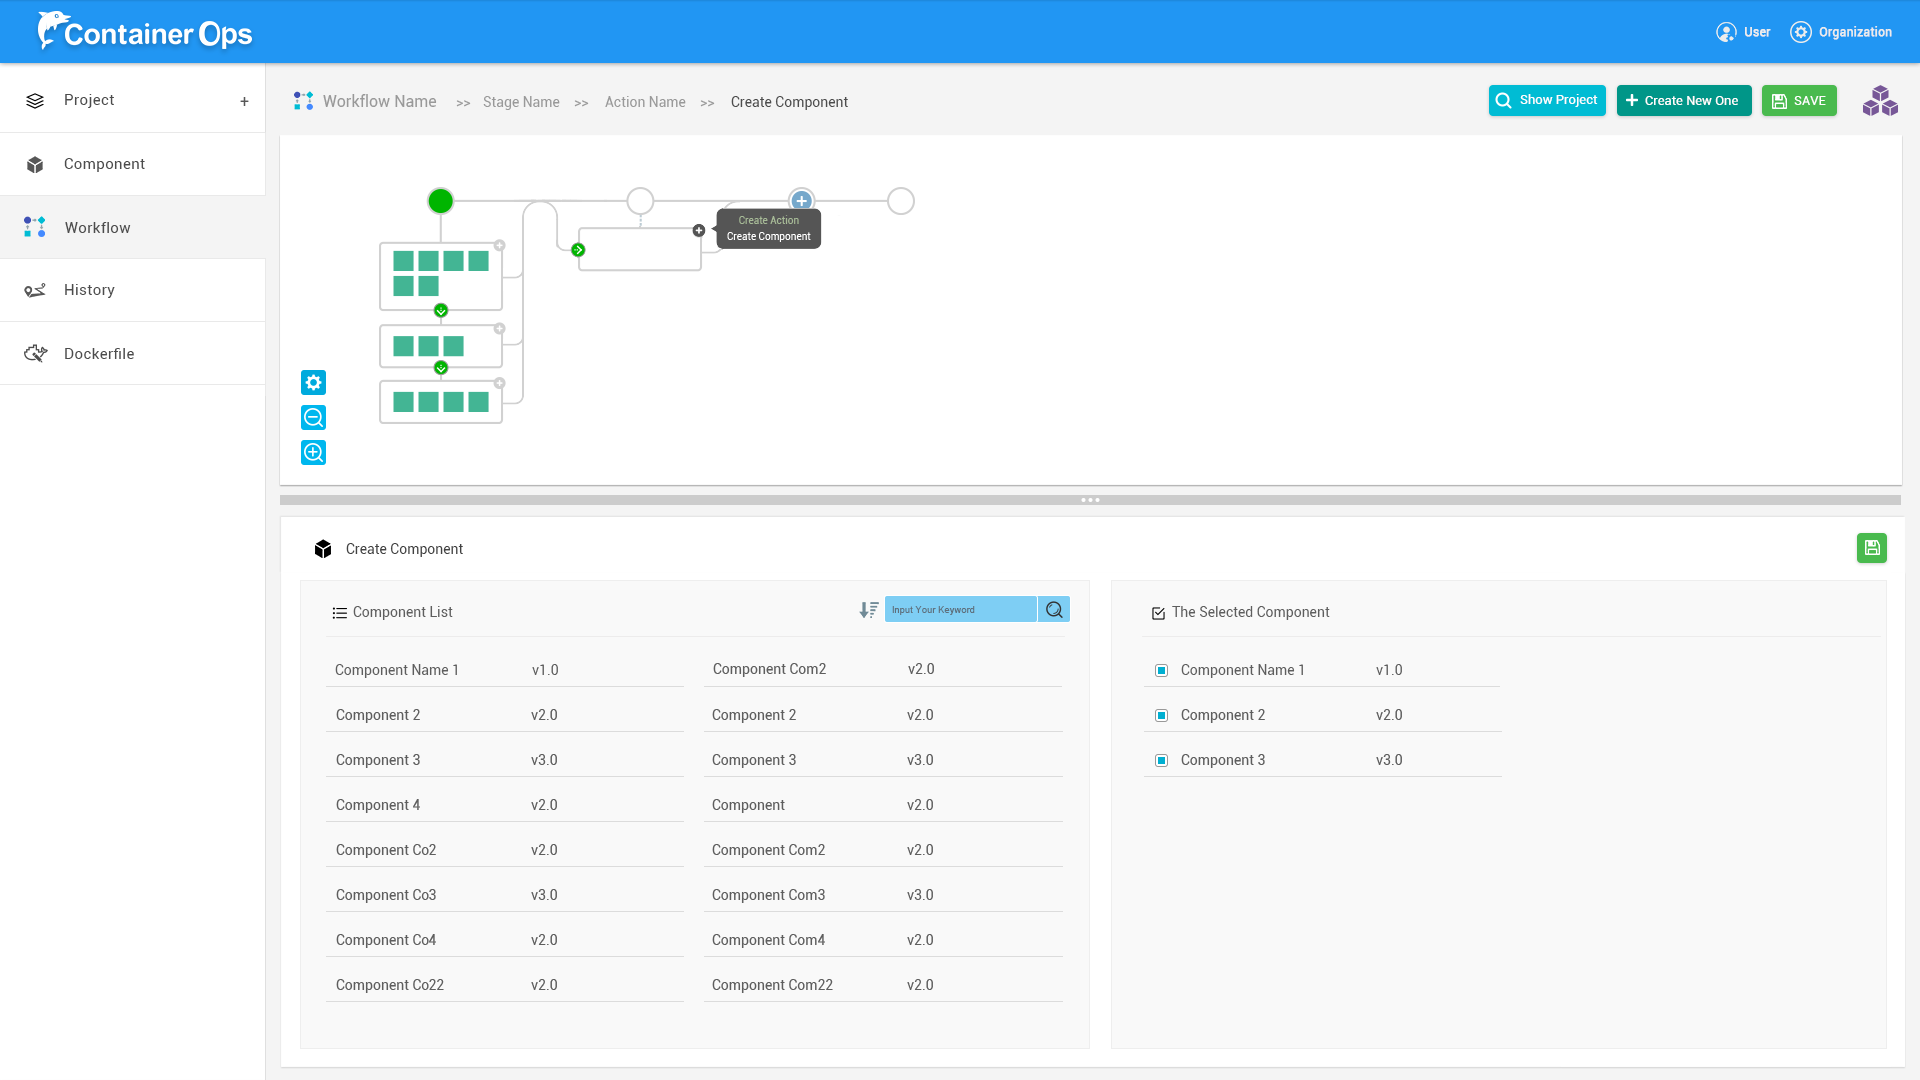 Container Ops
User
Organization
Project +
Component
Workflow
History
Dockerfile
Workflow Name >> Stage Name >> Action Name >> Create Component
Show Project
+ Create New One
SAVE
Create Action
Create Component
Create Component
Component List
Input Your Keyword
Component Name 1 v1.0 Component Com2 v2.0
Component 2 v2.0 Component 2 v2.0
Component 3 v3.0 Component 3 v3.0
Component 4 v2.0 Component v2.0
Component Co2 v2.0 Component Com2 v2.0
Component Co3 v3.0 Component Com3 v3.0
Component Co4 v2.0 Component Com4 v2.0
Component Co22 v2.0 Component Com22 v2.0
The Selected Component
Component Name 1 v1.0
Component 2 v2.0
Component 3 v3.0